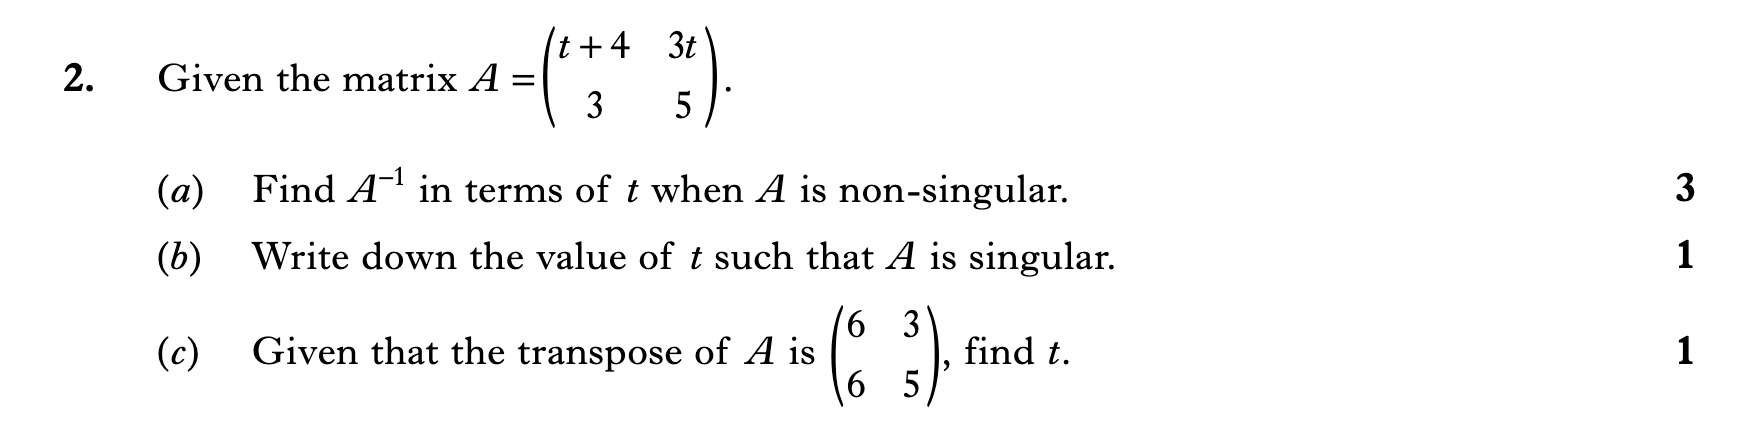 2. Given the matrix A = (t + 4 3t
3 5).
(a) Find A⁻¹ in terms of t when A is non-singular. 3
(b) Write down the value of t such that A is singular. 1
(c) Given that the transpose of A is (6 3
6 5), find t. 1